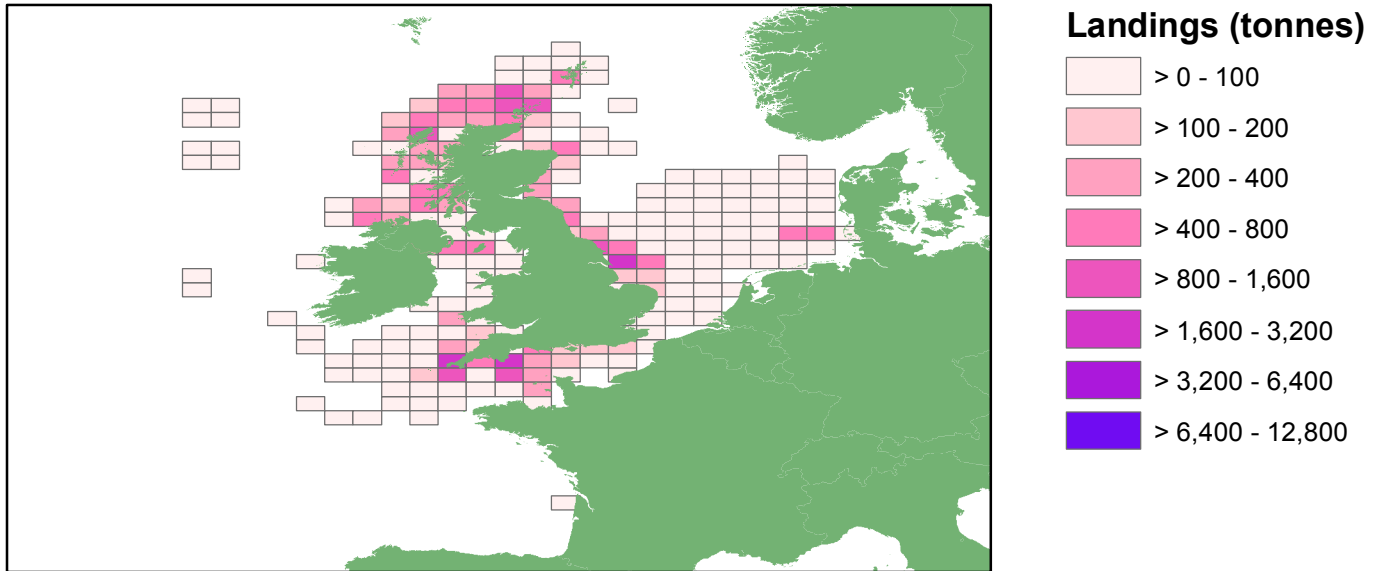 Landings (tonnes)
> 0 - 100
> 100 - 200
> 200 - 400
> 400 - 800
> 800 - 1,600
> 1,600 - 3,200
> 3,200 - 6,400
> 6,400 - 12,800